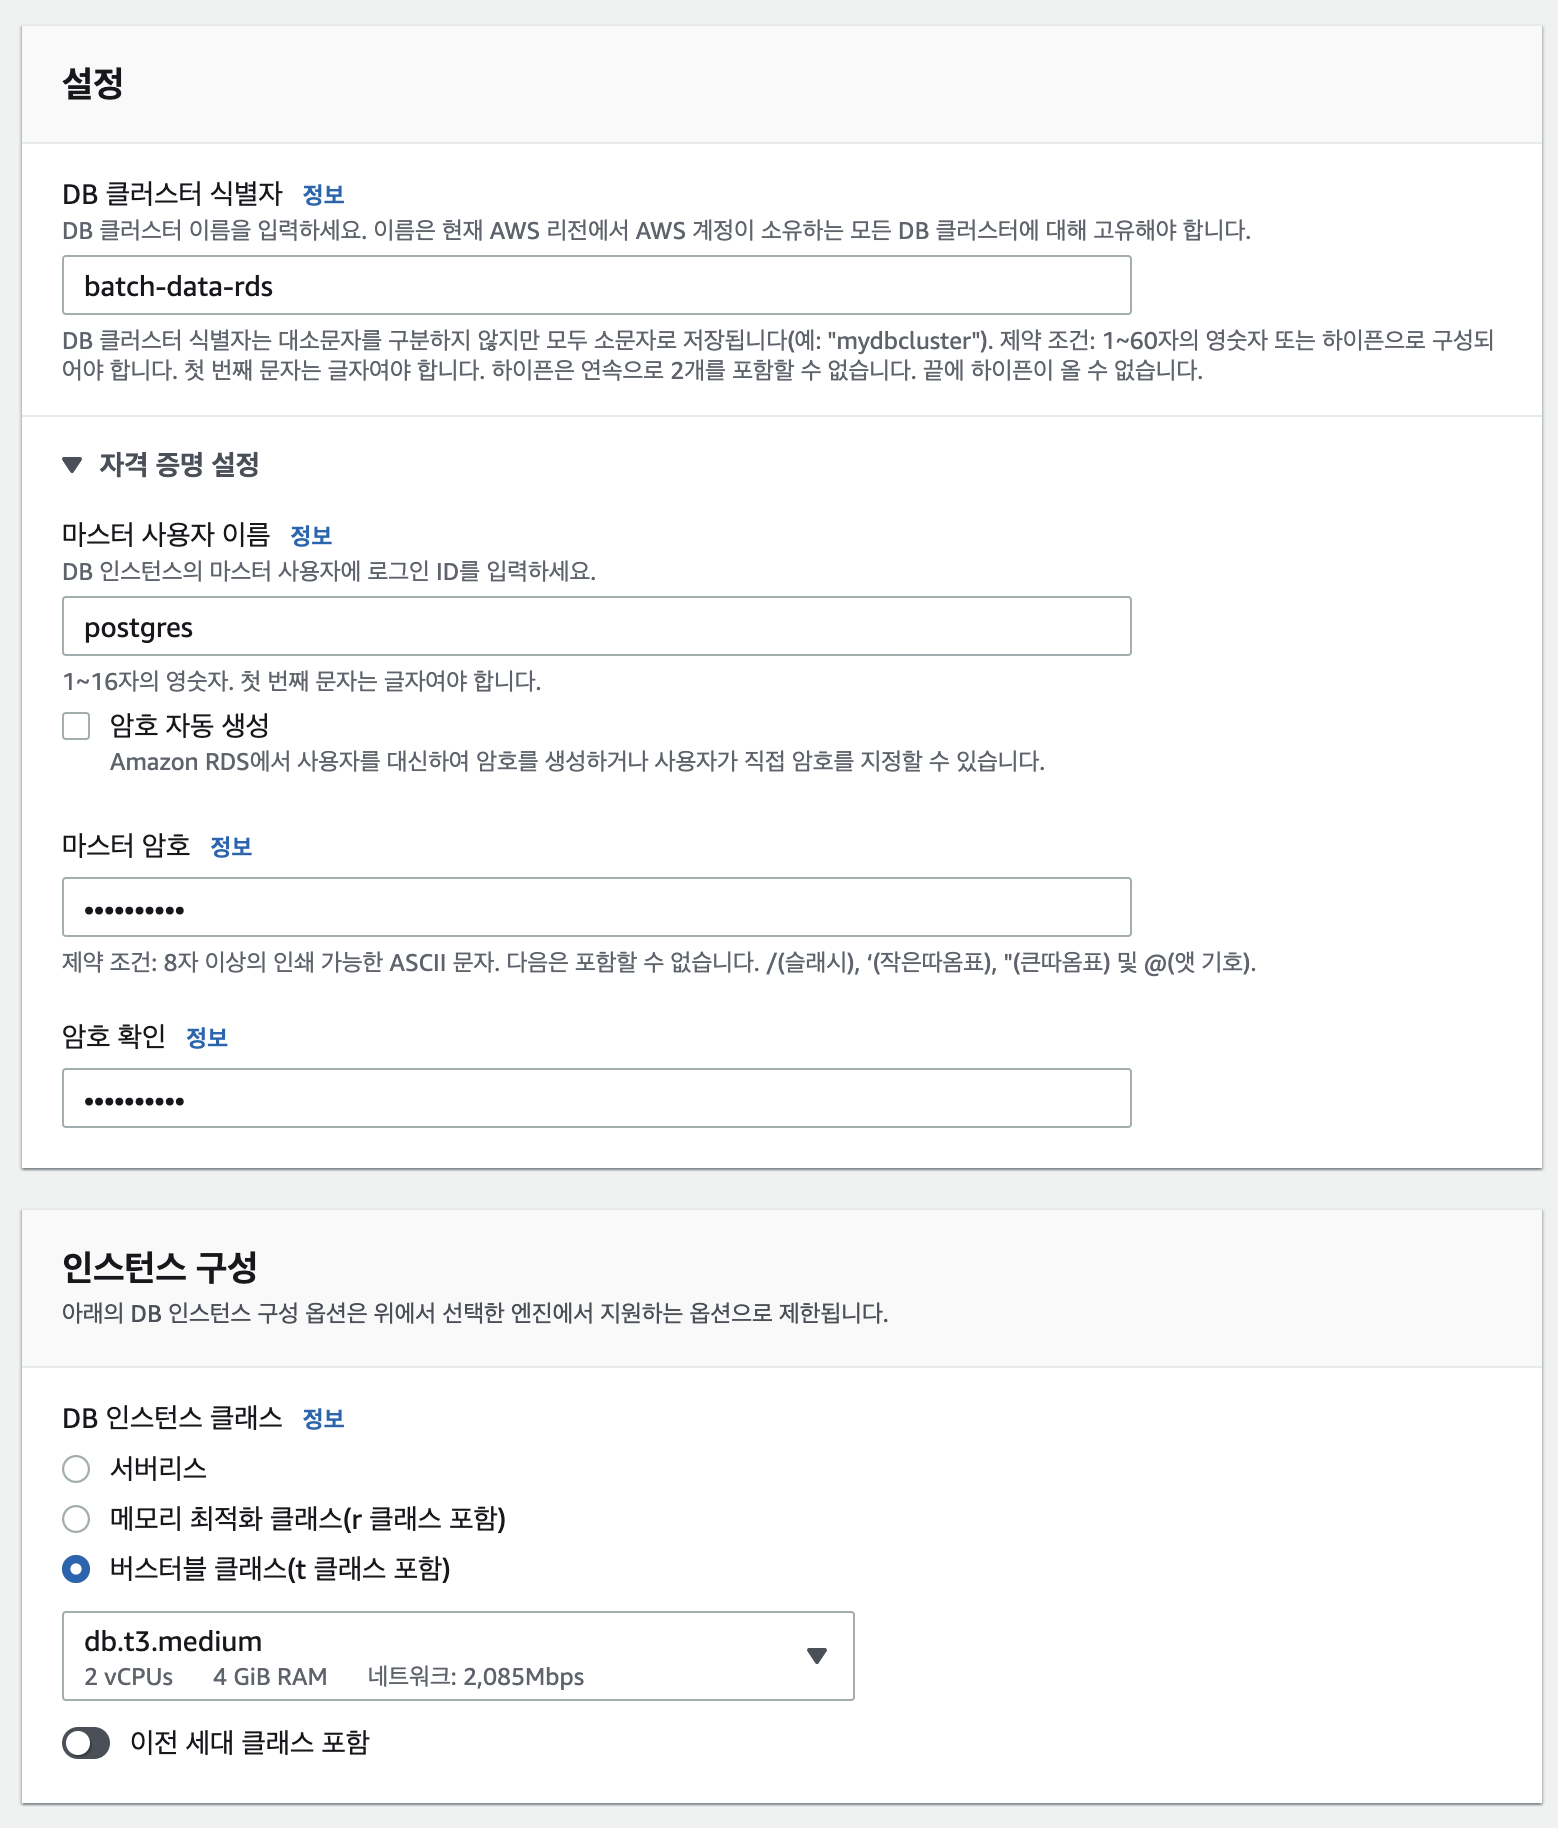 설정
DB 클러스터 식별자 정보
DB 클러스터 이름을 입력하세요. 이름은 현재 AWS 리전에서 AWS 계정이 소유하는 모든 DB 클러스터에 대해 고유해야 합니다.
batch-data-rds
DB 클러스터 식별자는 대소문자를 구분하지 않지만 모두 소문자로 저장됩니다(예: "mydbcluster"). 제약 조건: 1~60자의 영숫자 또는 하이픈으로 구성되
어야 합니다. 첫 번째 문자는 글자여야 합니다. 하이픈은 연속으로 2개를 포함할 수 없습니다. 끝에 하이픈이 올 수 없습니다.
▼ 자격 증명 설정
마스터 사용자 이름 정보
DB 인스턴스의 마스터 사용자에 로그인 ID를 입력하세요.
postgres
1~16자의 영숫자. 첫 번째 문자는 글자여야 합니다.
암호 자동 생성
Amazon RDS에서 사용자를 대신하여 암호를 생성하거나 사용자가 직접 암호를 지정할 수 있습니다.
마스터 암호 정보
••••••••••
제약 조건: 8자 이상의 인쇄 가능한 ASCII 문자. 다음은 포함할 수 없습니다. /(슬래시), ‘(작은따옴표), "(큰따옴표) 및 @(앳 기호).
암호 확인 정보
••••••••••
인스턴스 구성
아래의 DB 인스턴스 구성 옵션은 위에서 선택한 엔진에서 지원하는 옵션으로 제한됩니다.
DB 인스턴스 클래스 정보
서버리스
메모리 최적화 클래스(r 클래스 포함)
버스터블 클래스(t 클래스 포함)
db.t3.medium
2 vCPUs 4 GiB RAM 네트워크: 2,085Mbps
이전 세대 클래스 포함